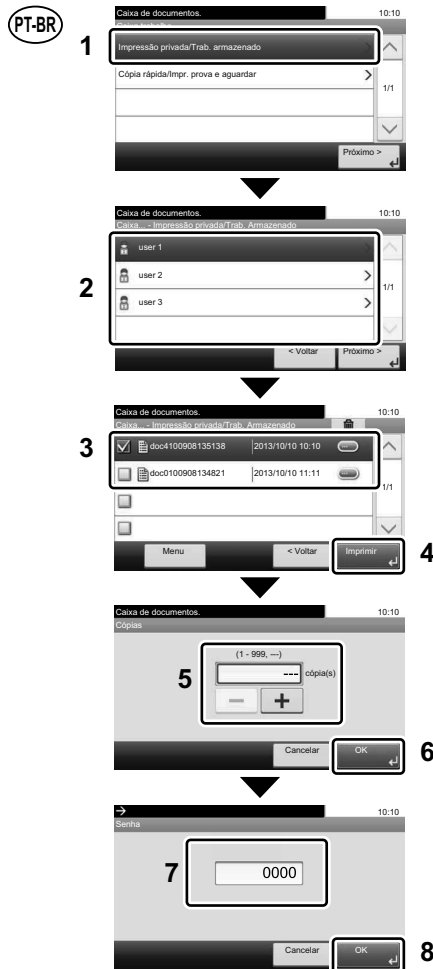 PT-BR
Caixa de documentos. 10:10
Caixa trabalho
1
Impressão privada/Trab. armazenado
Cópia rápida/Impr. prova e aguardar
1/1
Próximo >
Caixa de documentos. 10:10
Caixa... - Impressão privada/Trab. Armazenado
2
user 1
user 2
user 3
1/1
< Voltar Próximo >
Caixa de documentos. 10:10
Caixa... - Impressão privada/Trab. Armazenado
3
doc4100908135138 2013/10/10 10:10
doc0100908134821 2013/10/10 11:11
1/1
Menu < Voltar Imprimir 4
Caixa de documentos. 10:10
Cópias
(1 - 999, ---)
5 --- cópia(s)
Cancelar OK 6
10:10
Senha
7 0000
Cancelar OK 8